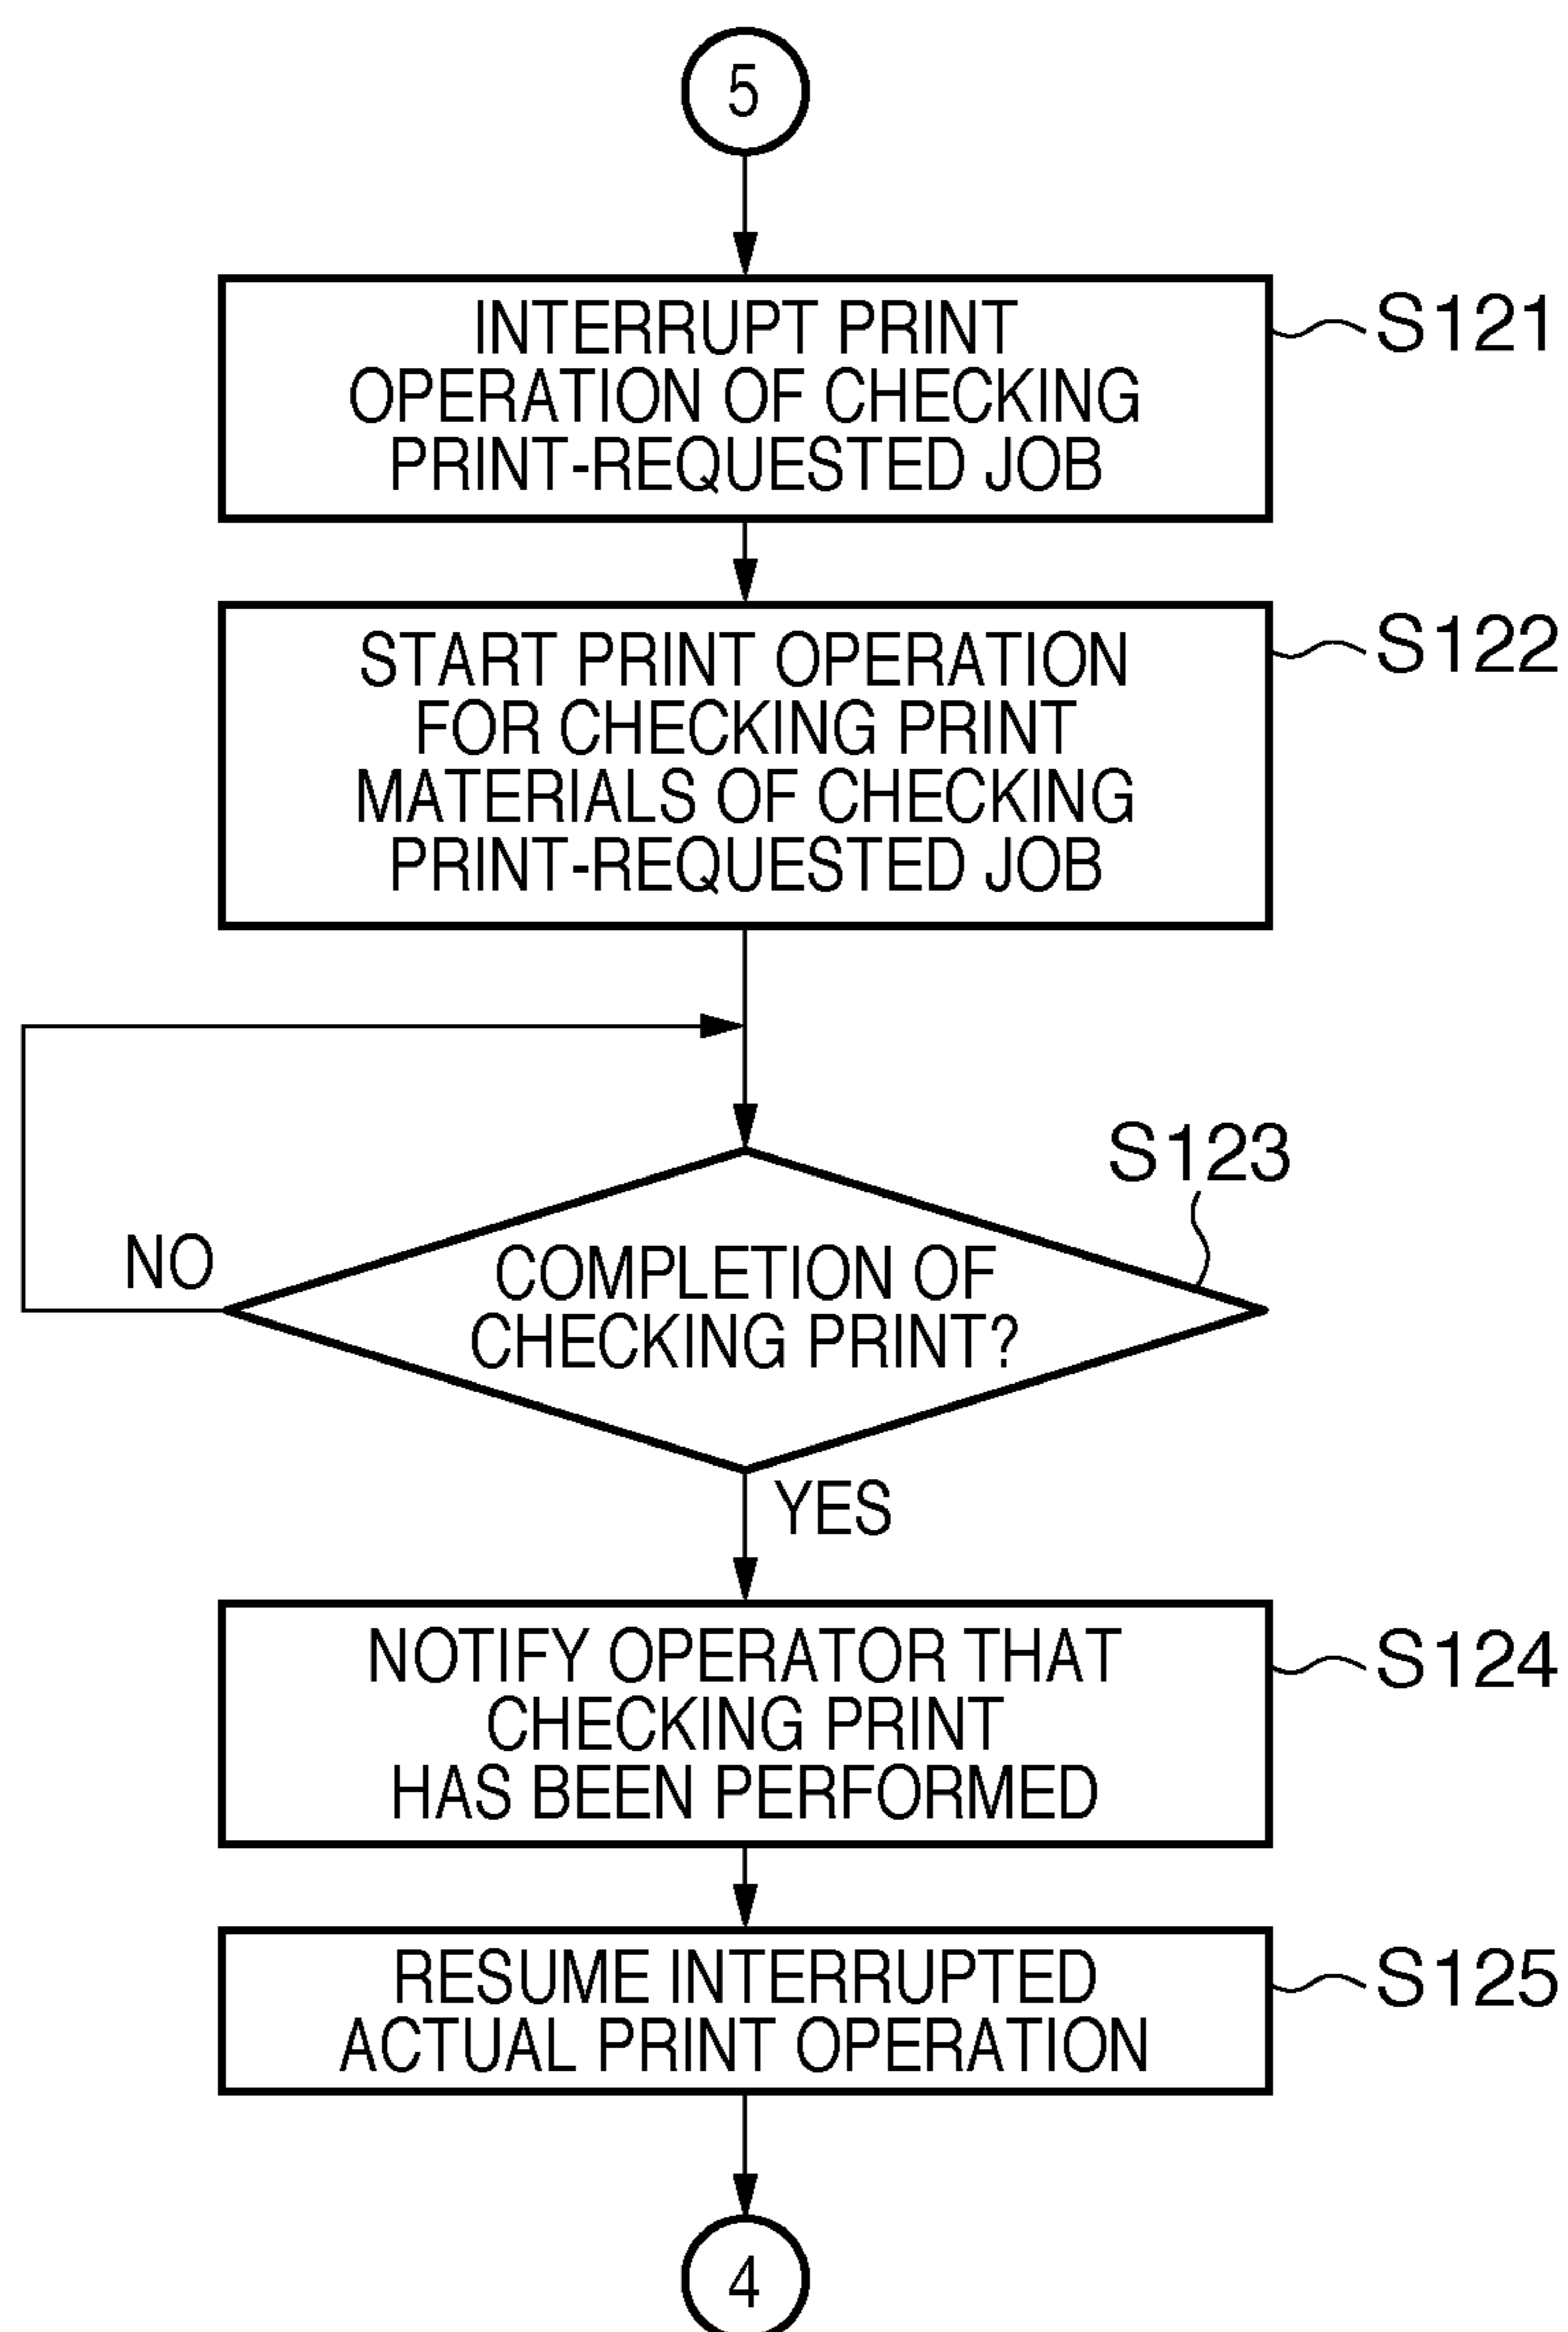 5
INTERRUPT PRINT
OPERATION OF CHECKING
PRINT-REQUESTED JOB
S121
START PRINT OPERATION
FOR CHECKING PRINT
MATERIALS OF CHECKING
PRINT-REQUESTED JOB
S122
S123
NO
COMPLETION OF
CHECKING PRINT?
YES
NOTIFY OPERATOR THAT
CHECKING PRINT
HAS BEEN PERFORMED
S124
RESUME INTERRUPTED
ACTUAL PRINT OPERATION
S125
4